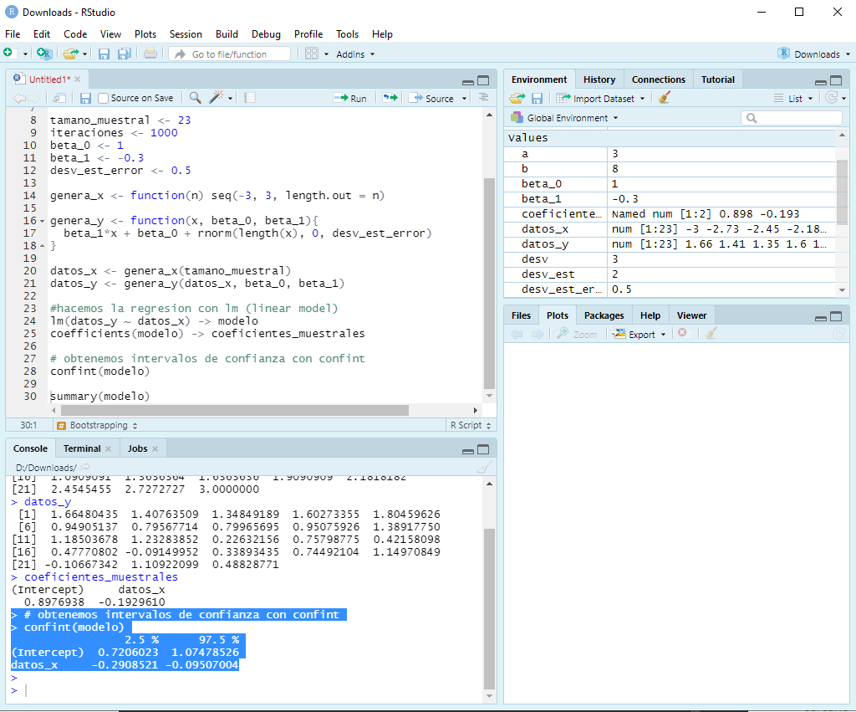 Downloads - RStudio
File Edit Code View Plots Session Build Debug Profile Tools Help
Go to file/function Addins Downloads
Untitled1*
Source on Save Run Source
7
8 tamano_muestral <- 23
9 iteraciones <- 1000
10 beta_0 <- 1
11 beta_1 <- -0.3
12 desv_est_error <- 0.5
13
14 genera_x <- function(n) seq(-3, 3, length.out = n)
15
16 genera_y <- function(x, beta_0, beta_1){
17 beta_1*x + beta_0 + rnorm(length(x), 0, desv_est_error)
18 }
19
20 datos_x <- genera_x(tamano_muestral)
21 datos_y <- genera_y(datos_x, beta_0, beta_1)
22
23 #hacemos la regresion con lm (linear model)
24 lm(datos_y ~ datos_x) -> modelo
25 coefficients(modelo) -> coeficientes_muestrales
26
27 # obtenemos intervalos de confianza con confint
28 confint(modelo)
29
30 summary(modelo)
30:1 # Bootstrapping R Script
Console Terminal Jobs
D:/Downloads/
[16] 1.0909091 1.3636364 1.6363636 1.9090909 2.1818182
[21] 2.4545455 2.7272727 3.0000000
> datos_y
[1] 1.66480435 1.40763509 1.34849189 1.60273355 1.80459626
[6] 0.94905137 0.79567714 0.79965695 0.95075926 1.38917750
[11] 1.18503678 1.23283852 0.22632156 0.75798775 0.42158098
[16] 0.47770802 -0.09149952 0.33893435 0.74492104 1.14970849
[21] -0.10667342 1.10922099 0.48828771
> coeficientes_muestrales
(Intercept) datos_x
0.8976938 -0.1929610
> # obtenemos intervalos de confianza con confint
> confint(modelo)
2.5 % 97.5 %
(Intercept) 0.7206023 1.07478526
datos_x -0.2908521 -0.09507004
>
>
Environment History Connections Tutorial
Import Dataset List
Global Environment
Values
a 3
b 8
beta_0 1
beta_1 -0.3
coeficiente… Named num [1:2] 0.898 -0.193
datos_x num [1:23] -3 -2.73 -2.45 -2.18…
datos_y num [1:23] 1.66 1.41 1.35 1.6 1…
desv 3
desv_est 2
desv_est_er… 0.5
Files Plots Packages Help Viewer
Zoom Export